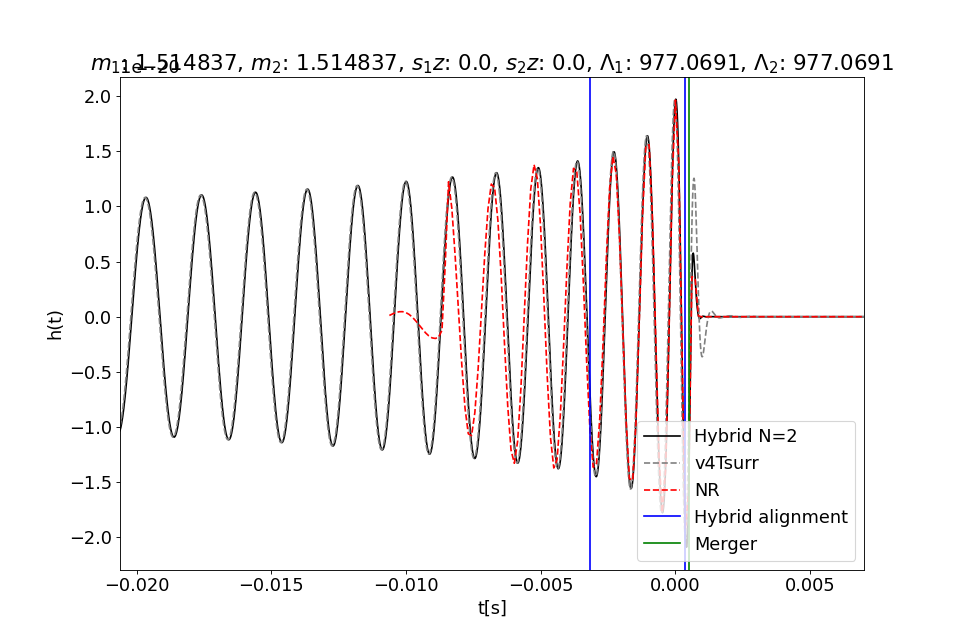 m₁: 1.514837, m₂: 1.514837, s₁z: 0.0, s₂z: 0.0, Λ₁: 977.0691, Λ₂: 977.0691
1e−20
2.0
1.5
1.0
0.5
0.0
−0.5
−1.0
−1.5
−2.0
h(t)
Hybrid N=2
v4Tsurr
NR
Hybrid alignment
Merger
−0.020 −0.015 −0.010 −0.005 0.000 0.005
t[s]